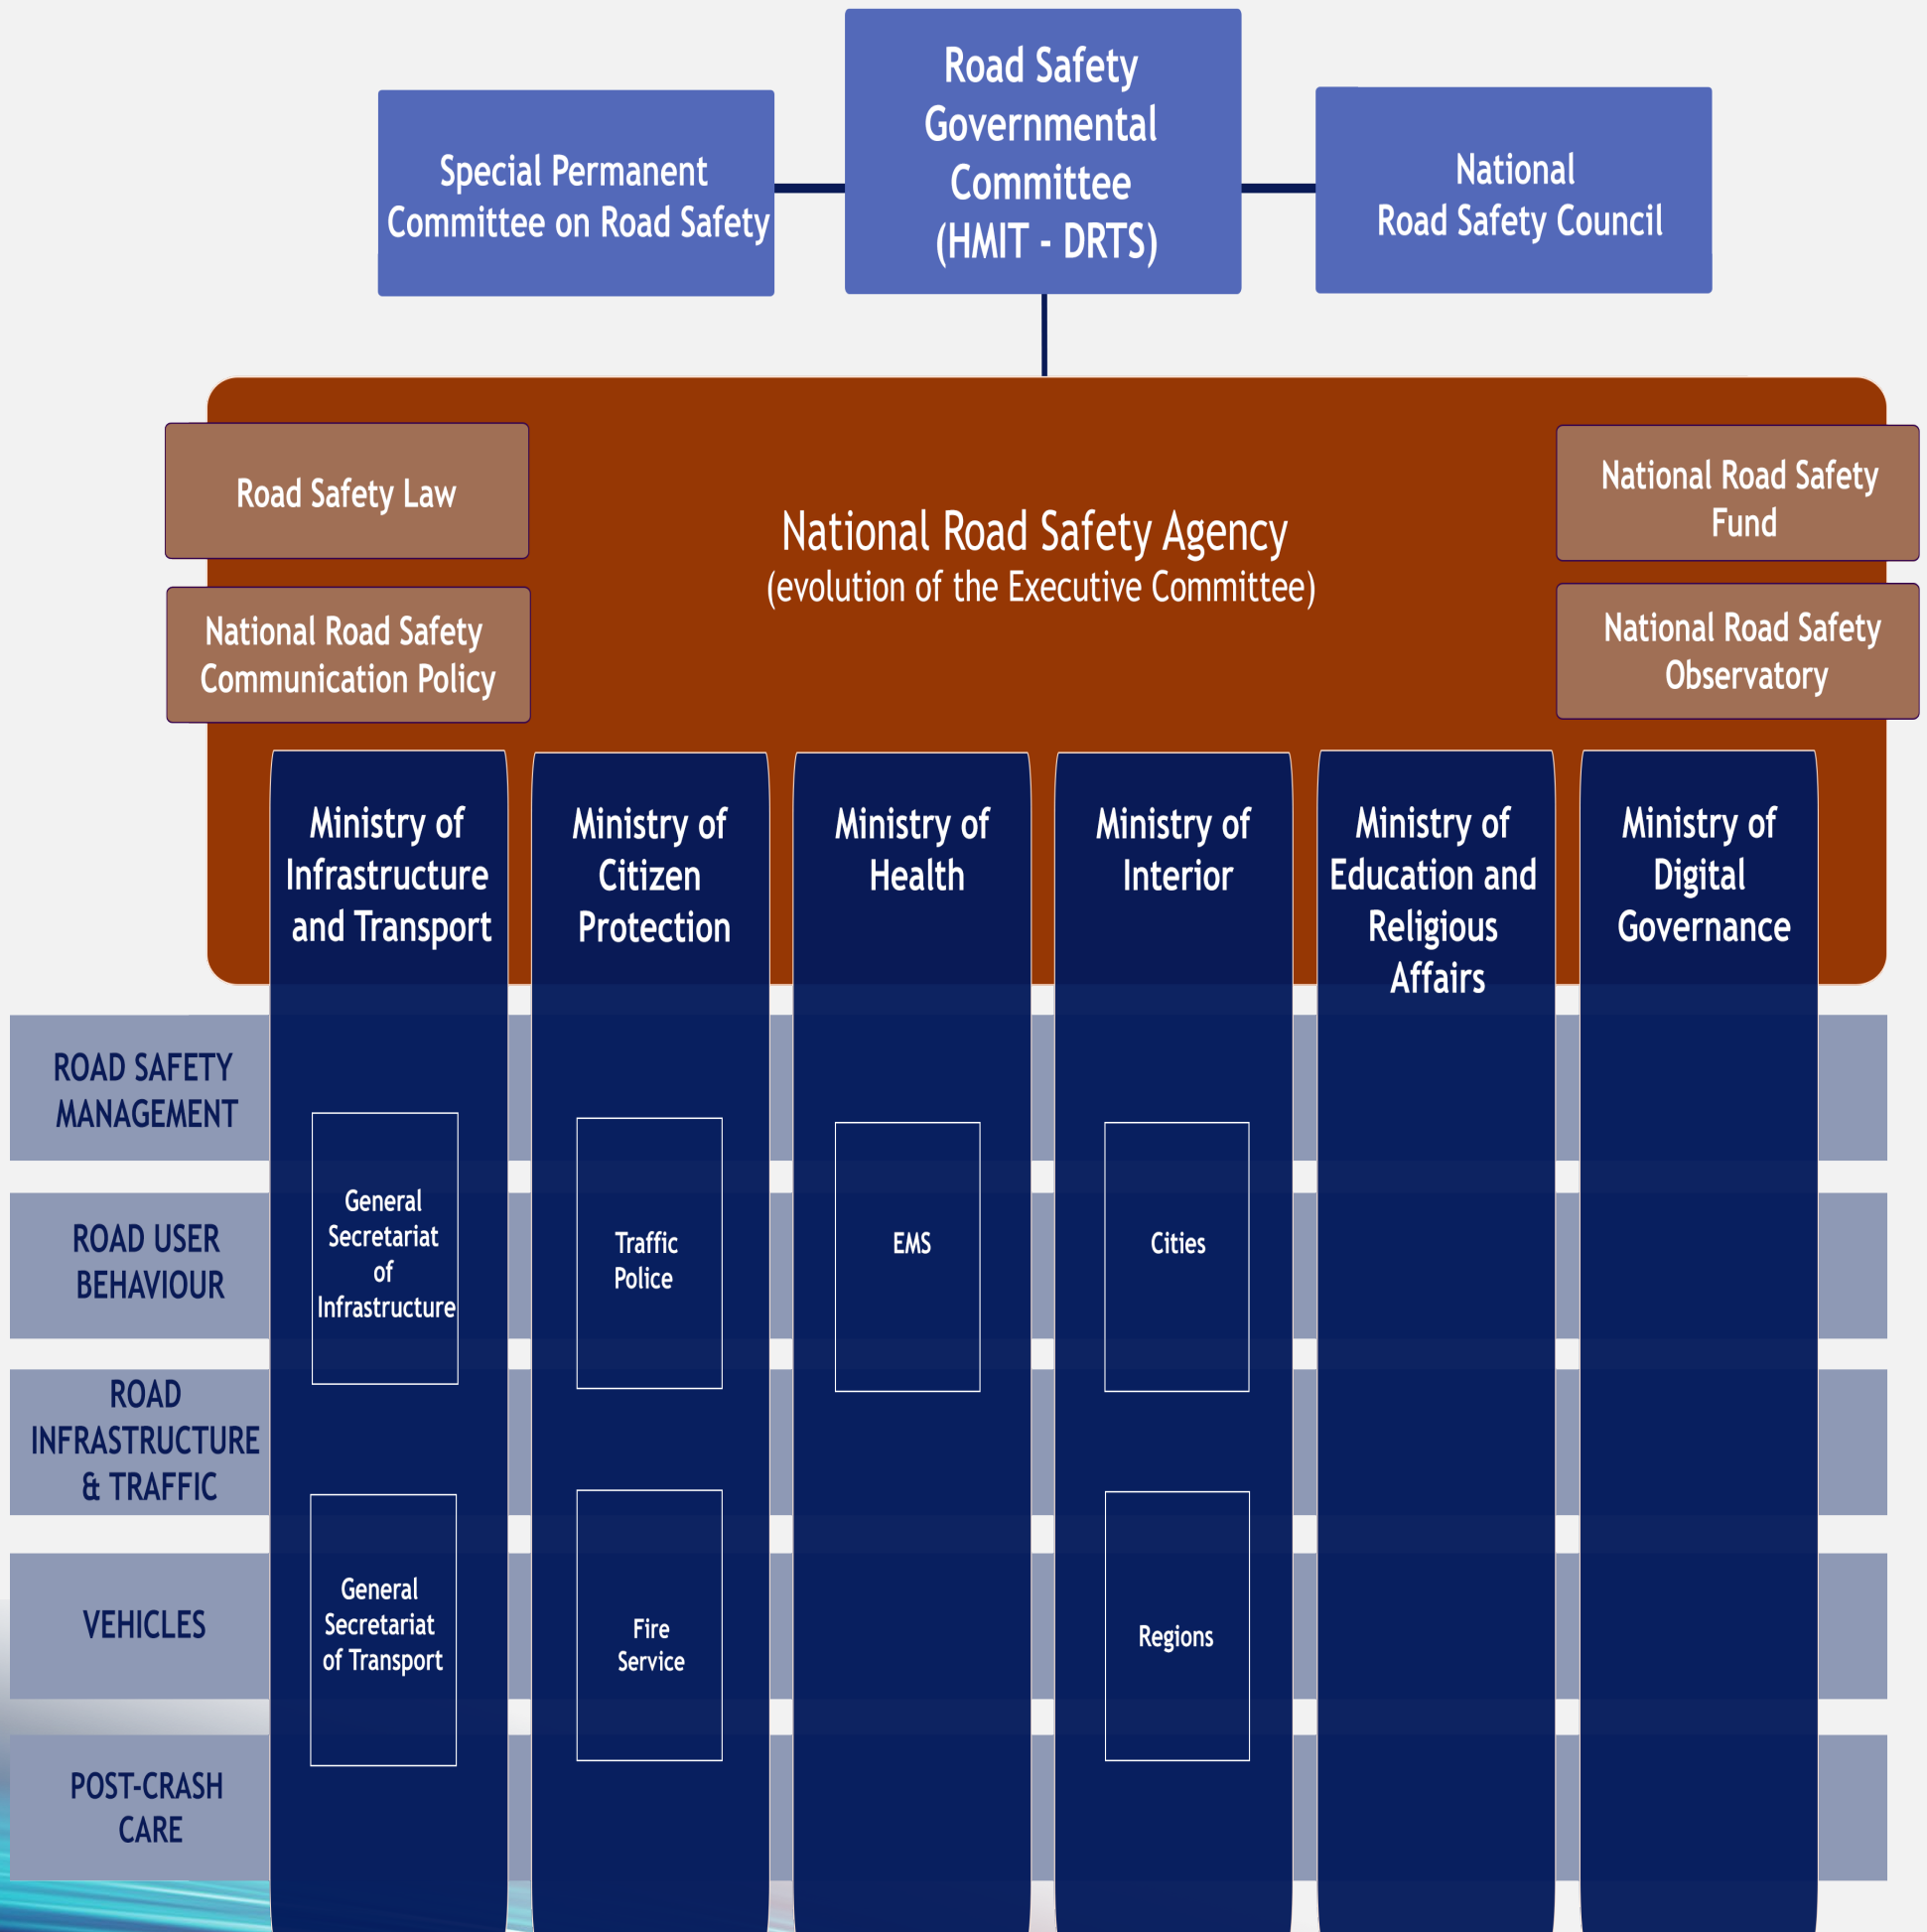 Road Safety
Governmental
Committee
(HMIT - DRTS)
Special Permanent
Committee on Road Safety
National
Road Safety Council
Road Safety Law
National Road Safety
Communication Policy
National Road Safety Agency
(evolution of the Executive Committee)
National Road Safety
Fund
National Road Safety
Observatory
Ministry of
Infrastructure
and Transport
Ministry of
Citizen
Protection
Ministry of
Health
Ministry of
Interior
Ministry of
Education and
Religious
Affairs
Ministry of
Digital
Governance
ROAD SAFETY
MANAGEMENT
ROAD USER
BEHAVIOUR
ROAD
INFRASTRUCTURE
& TRAFFIC
VEHICLES
POST-CRASH
CARE
General
Secretariat
of
Infrastructure
Traffic
Police
EMS
Cities
General
Secretariat
of Transport
Fire
Service
Regions